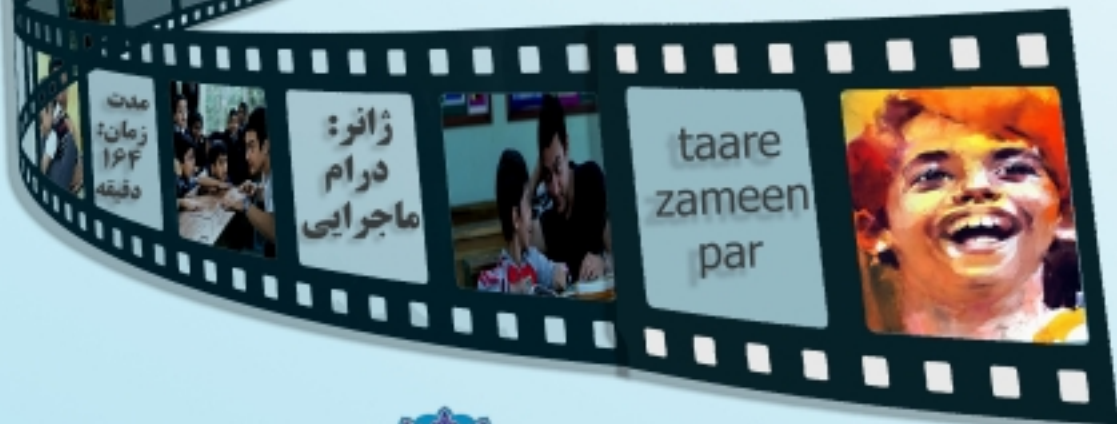 taare
zameen
par
ژانر:
درام
ماجرایی
مدت
زمان:
۱۶۴
دقیقه